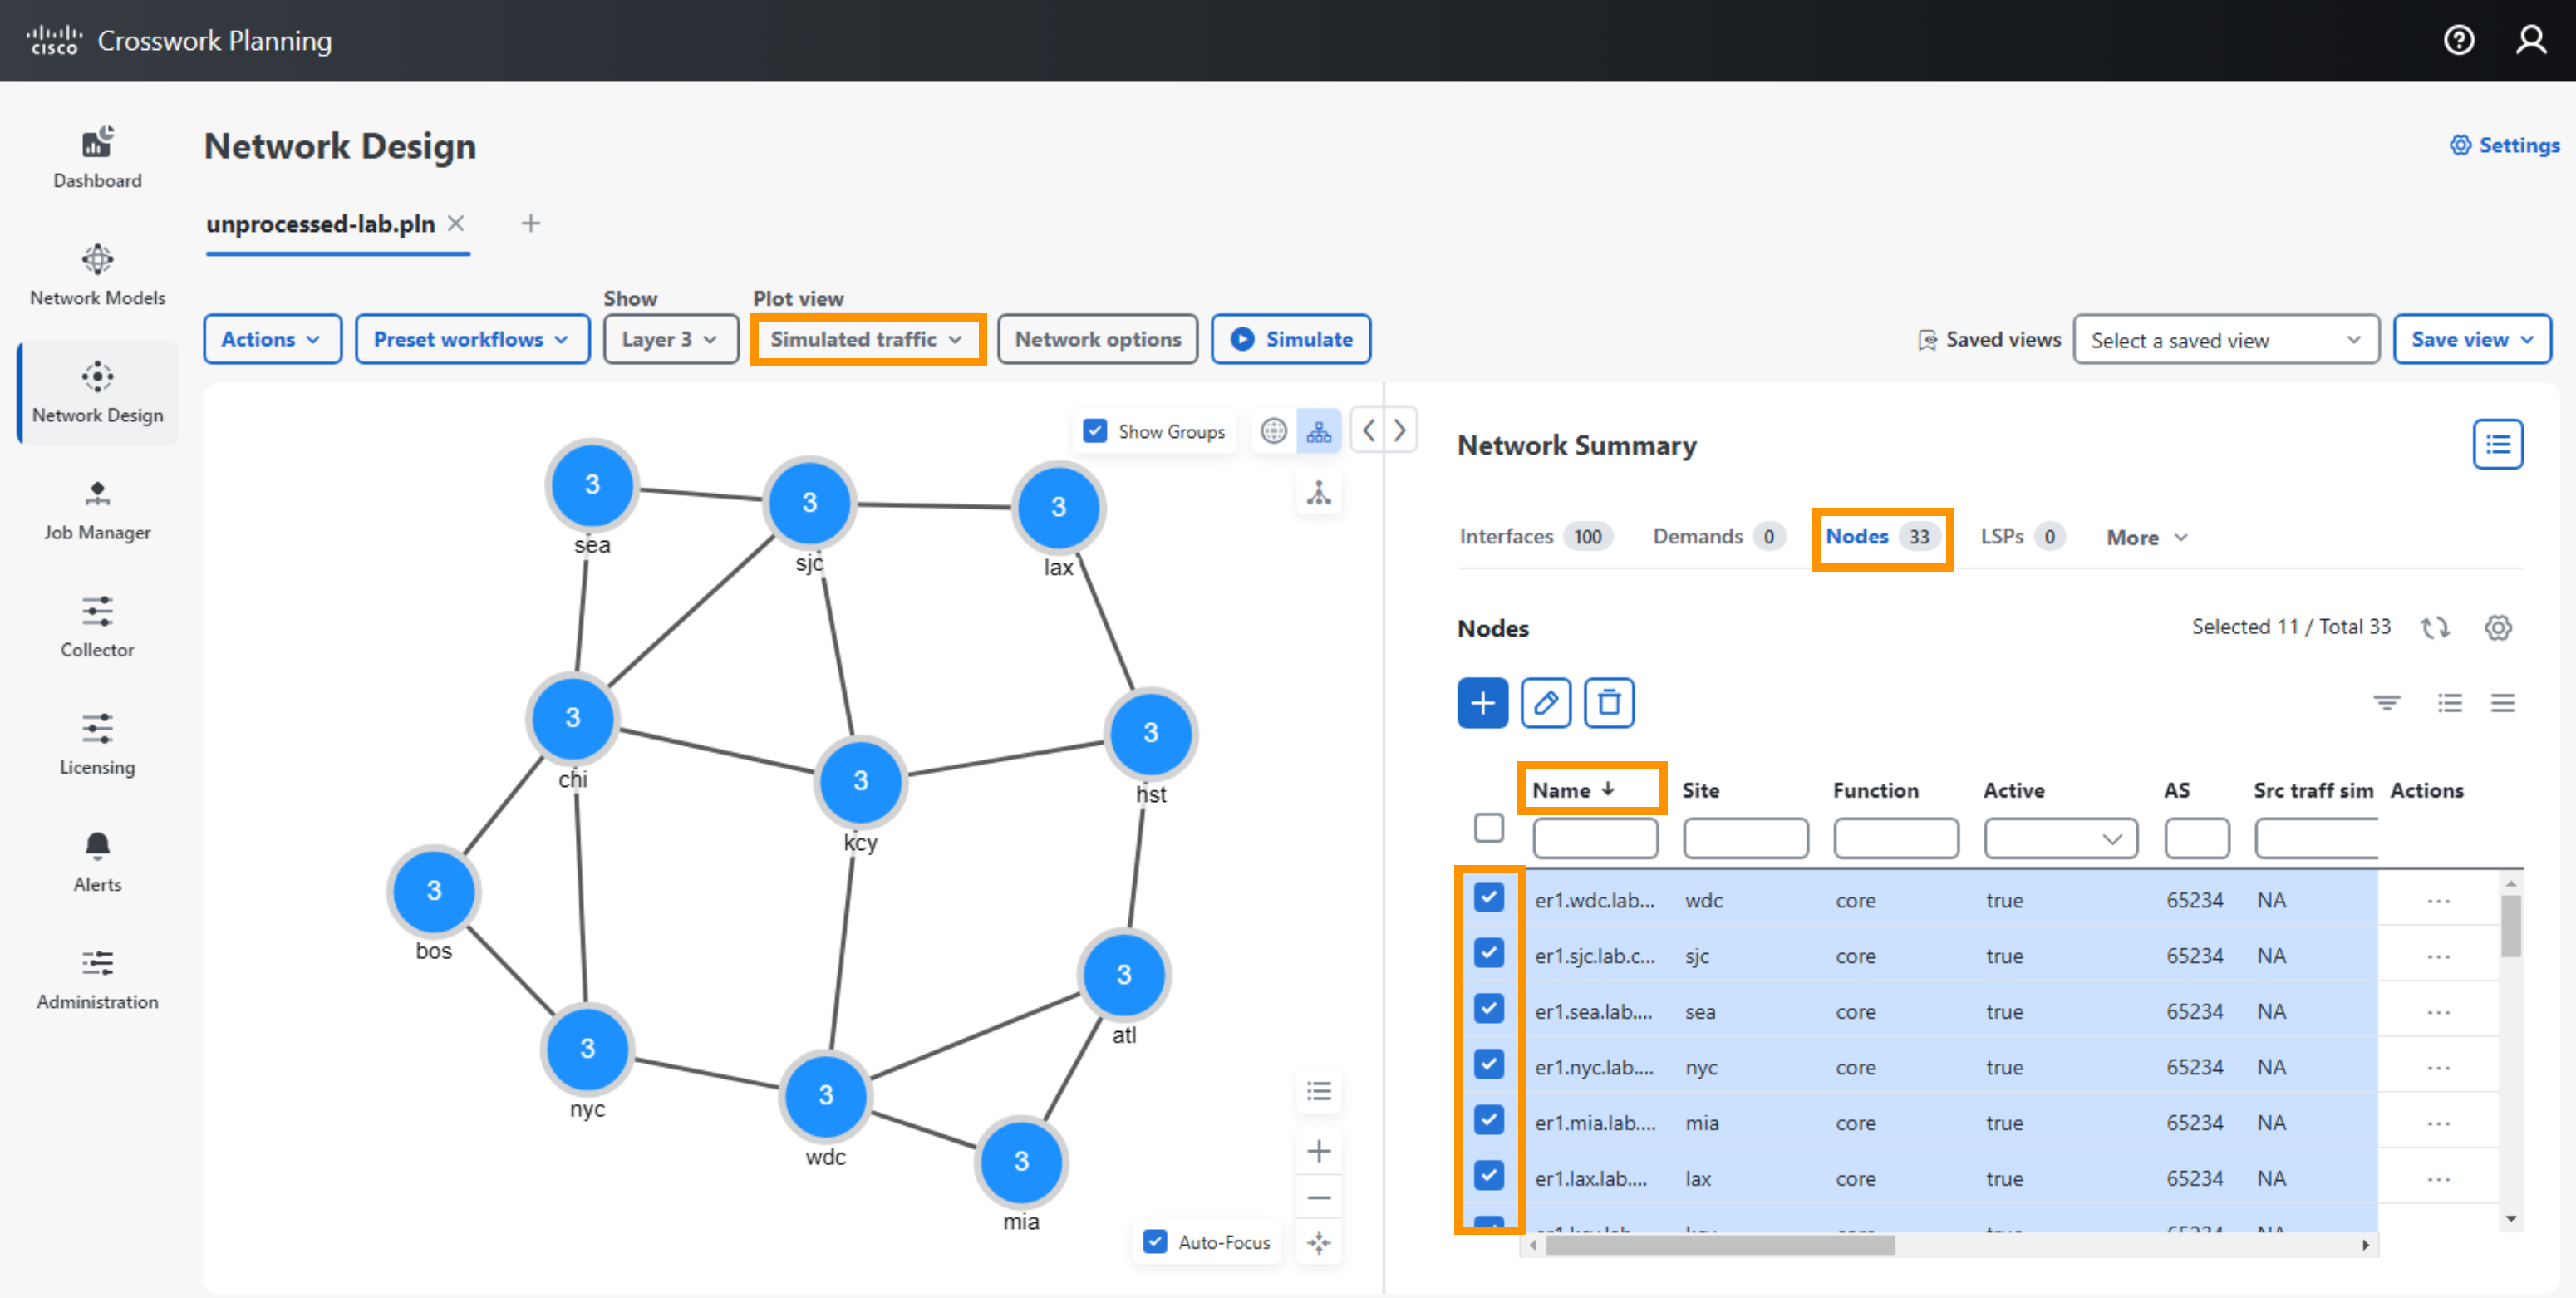 cisco Crosswork Planning
Dashboard
Network Models
Network Design
Job Manager
Collector
Licensing
Alerts
Administration
Network Design
Settings
unprocessed-lab.pln
Show
Plot view
Actions
Preset workflows
Layer 3
Simulated traffic
Network options
Simulate
Saved views
Select a saved view
Save view
Show Groups
3
sea
3
sjc
3
lax
3
chi
3
kcy
3
hst
3
bos
3
atl
3
nyc
3
wdc
3
mia
Auto-Focus
Network Summary
Interfaces 100 Demands 0 Nodes 33 LSPs 0 More
Nodes
Selected 11 / Total 33
Name Site Function Active AS Src traff sim Actions
er1.wdc.lab... wdc core true 65234 NA ...
er1.sjc.lab.c... sjc core true 65234 NA ...
er1.sea.lab.... sea core true 65234 NA ...
er1.nyc.lab.... nyc core true 65234 NA ...
er1.mia.lab.... mia core true 65234 NA ...
er1.lax.lab.... lax core true 65234 NA ...